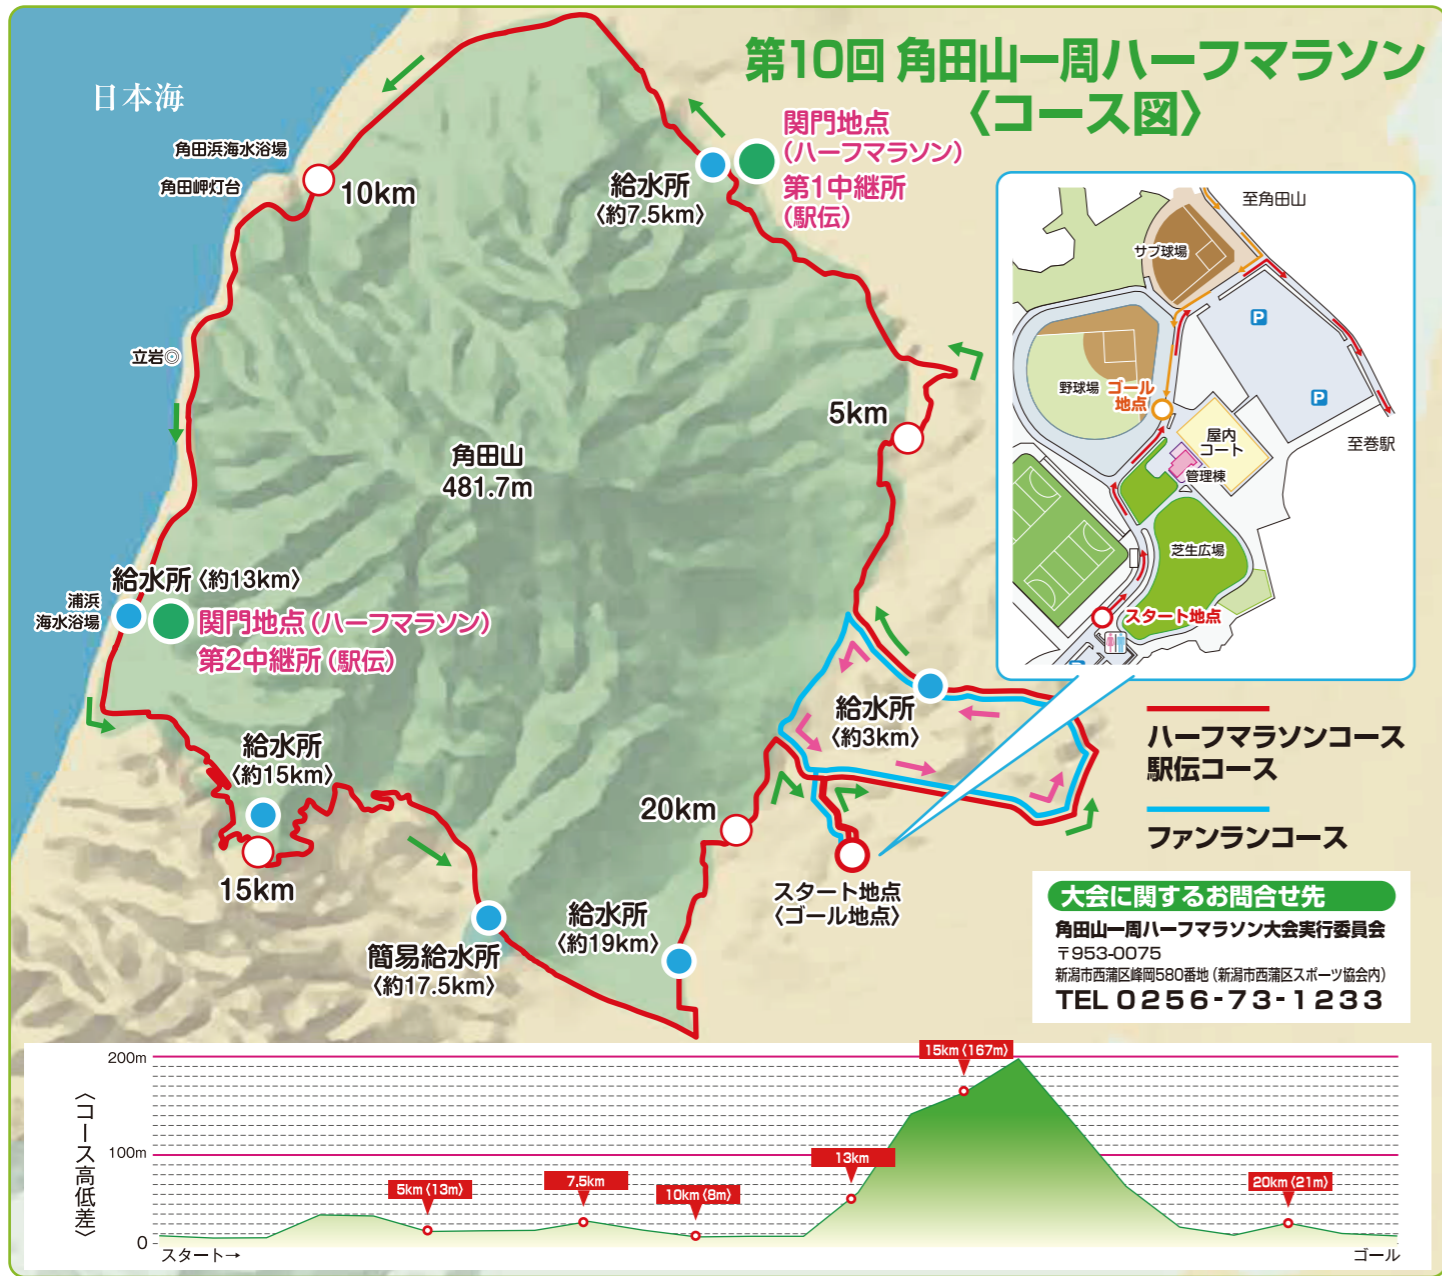 第10回 角田山一周ハーフマラソン
〈コース図〉
日本海
角田浜海水浴場
角田岬灯台
10km
給水所
〈約7.5km〉
関門地点
(ハーフマラソン)
第1中継所
(駅伝)
立岩◎
5km
角田山
481.7m
給水所〈約13km〉
浦浜
海水浴場
関門地点(ハーフマラソン)
第2中継所(駅伝)
給水所
〈約15km〉
15km
給水所
〈約3km〉
20km
スタート地点
〈ゴール地点〉
給水所
〈約19km〉
簡易給水所
〈約17.5km〉
至角田山
サブ球場
P
P
野球場
ゴール
地点
屋内
コート
管理棟
至巻駅
芝生広場
スタート地点
ハーフマラソンコース
駅伝コース
ファンランコース
大会に関するお問合せ先
角田山一周ハーフマラソン大会実行委員会
〒953-0075
新潟市西蒲区峰岡580番地(新潟市西蒲区スポーツ協会内)
TEL 0256-73-1233
〈コース高低差〉
200m
100m
0
5km(13m)
7.5km
10km(8m)
13km
15km(167m)
20km(21m)
スタート→
ゴール